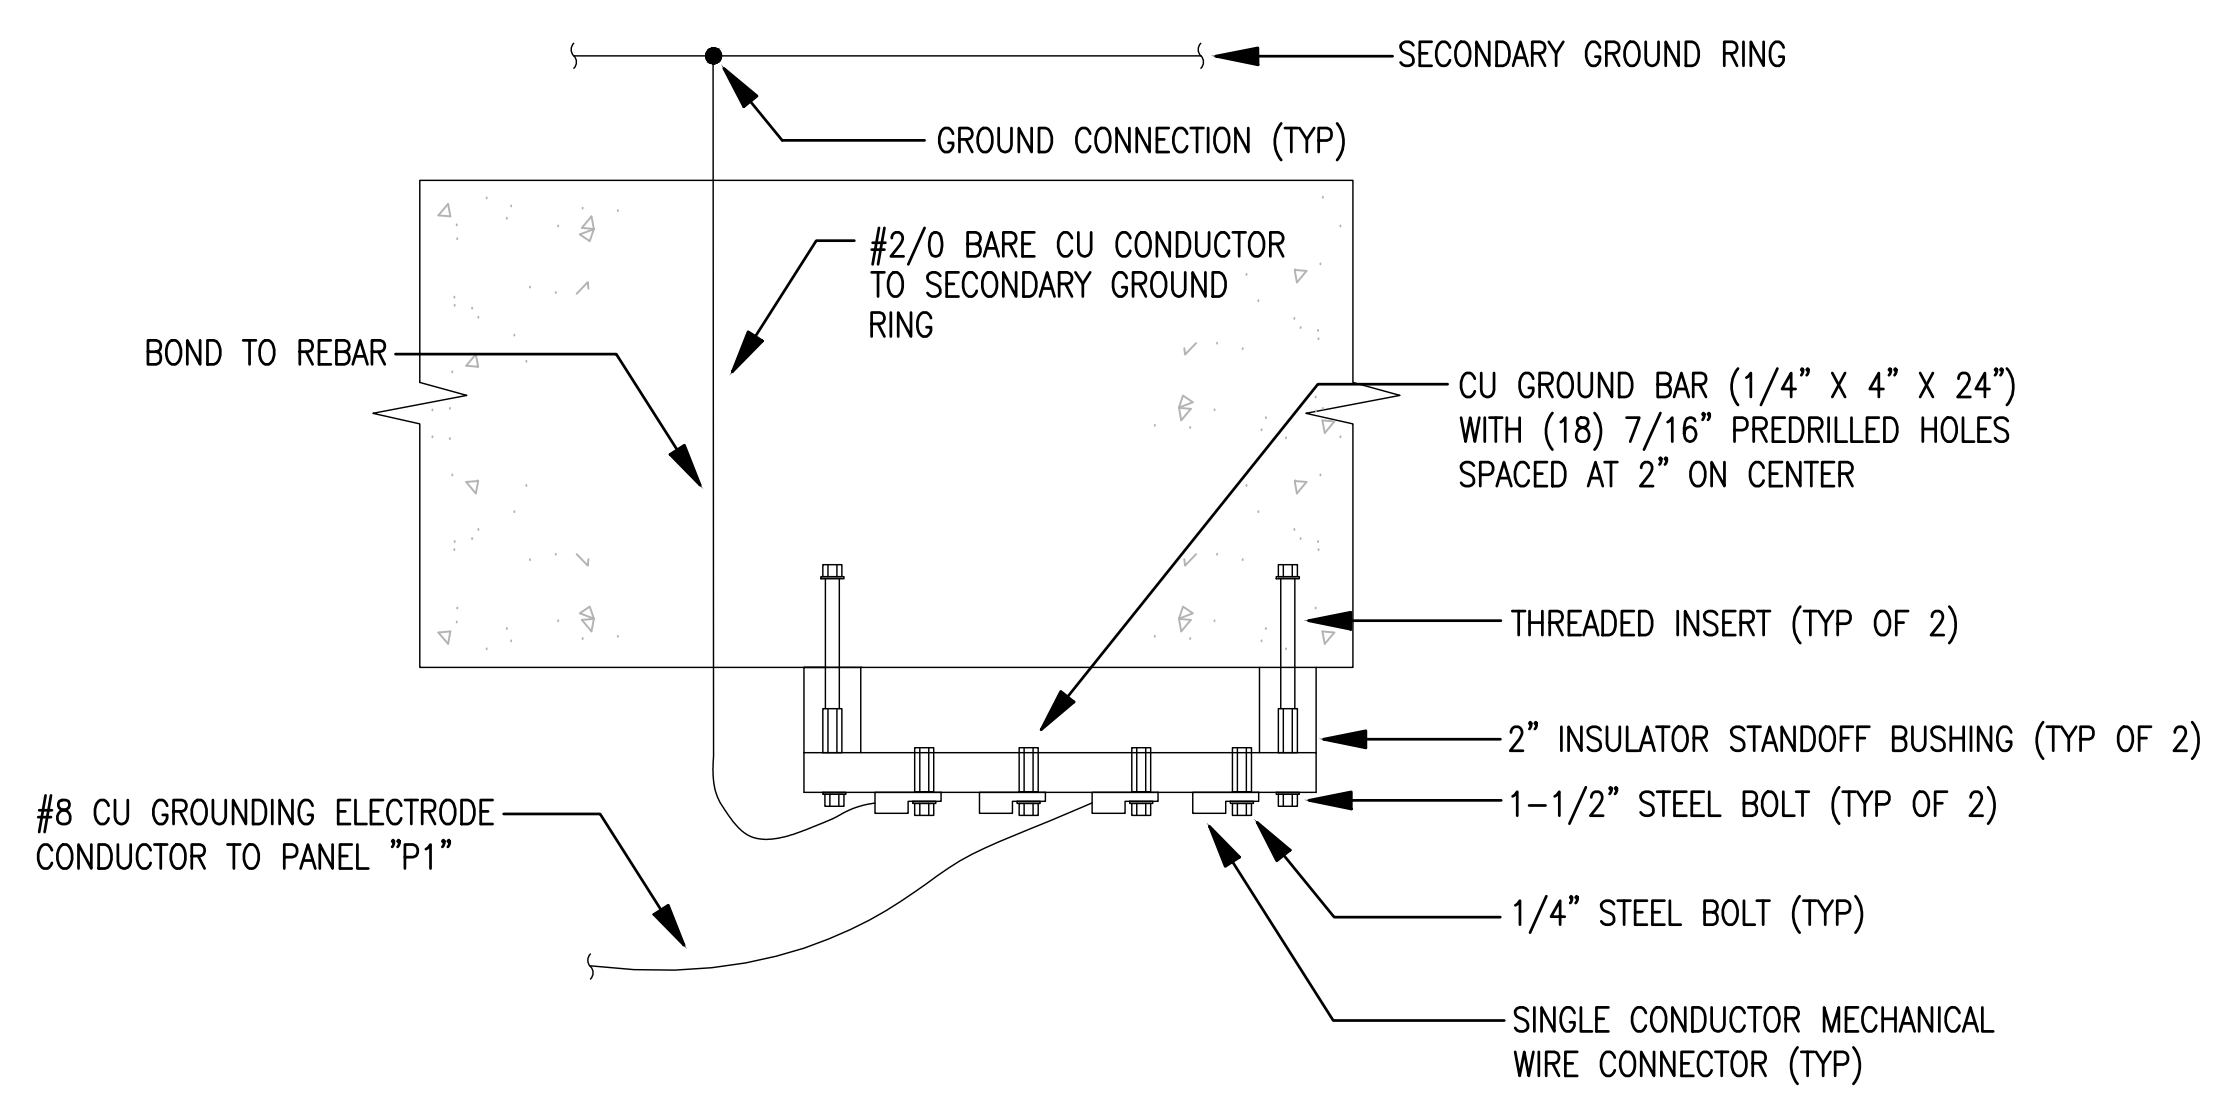 SECONDARY GROUND RING
GROUND CONNECTION (TYP)
#2/0 BARE CU CONDUCTOR
TO SECONDARY GROUND
RING
BOND TO REBAR
CU GROUND BAR (1/4” X 4” X 24”)
WITH (18) 7/16” PREDRILLED HOLES
SPACED AT 2” ON CENTER
THREADED INSERT (TYP OF 2)
2” INSULATOR STANDOFF BUSHING (TYP OF 2)
1-1/2” STEEL BOLT (TYP OF 2)
#8 CU GROUNDING ELECTRODE
CONDUCTOR TO PANEL ”P1”
1/4” STEEL BOLT (TYP)
SINGLE CONDUCTOR MECHANICAL
WIRE CONNECTOR (TYP)